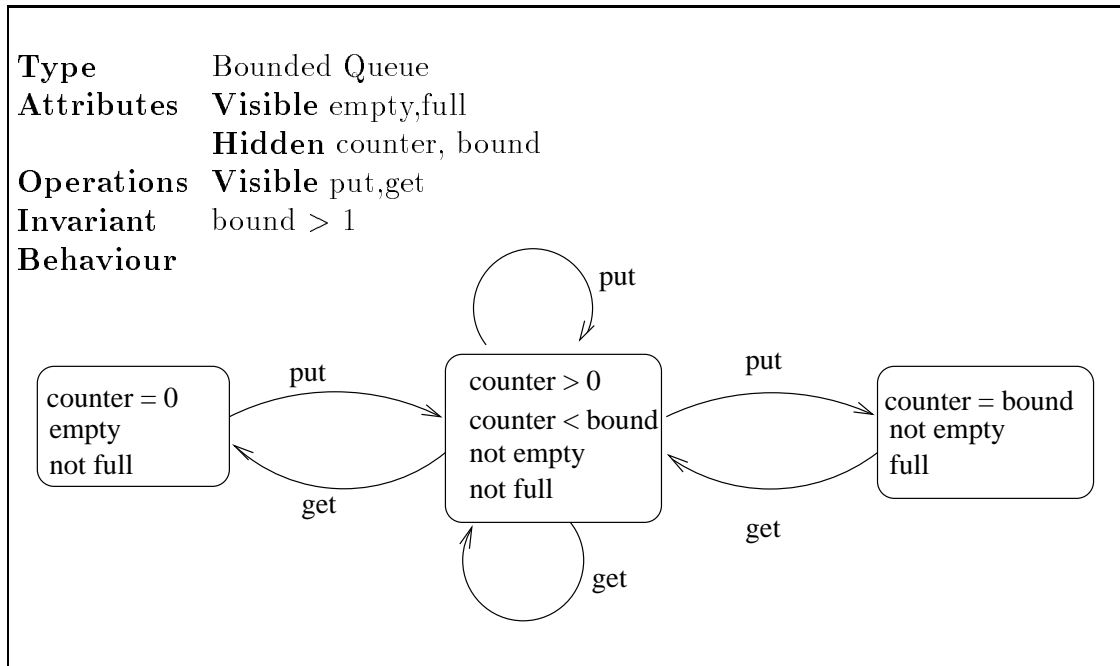 Type Bounded Queue
Attributes Visible empty,full
Hidden counter, bound
Operations Visible put,get
Invariant bound > 1
Behaviour
put
put
put
counter = 0
empty
not full
counter > 0
counter < bound
not empty
not full
counter = bound
not empty
full
get
get
get